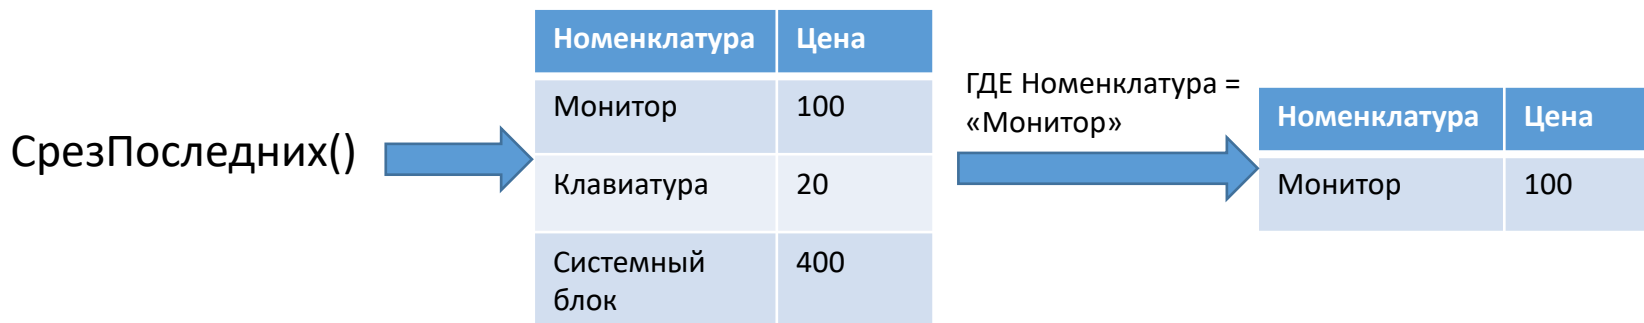 СрезПоследних()
Номенклатура Цена
Монитор 100
Клавиатура 20
Системный 400
блок
ГДЕ Номенклатура =
«Монитор»
Номенклатура Цена
Монитор 100